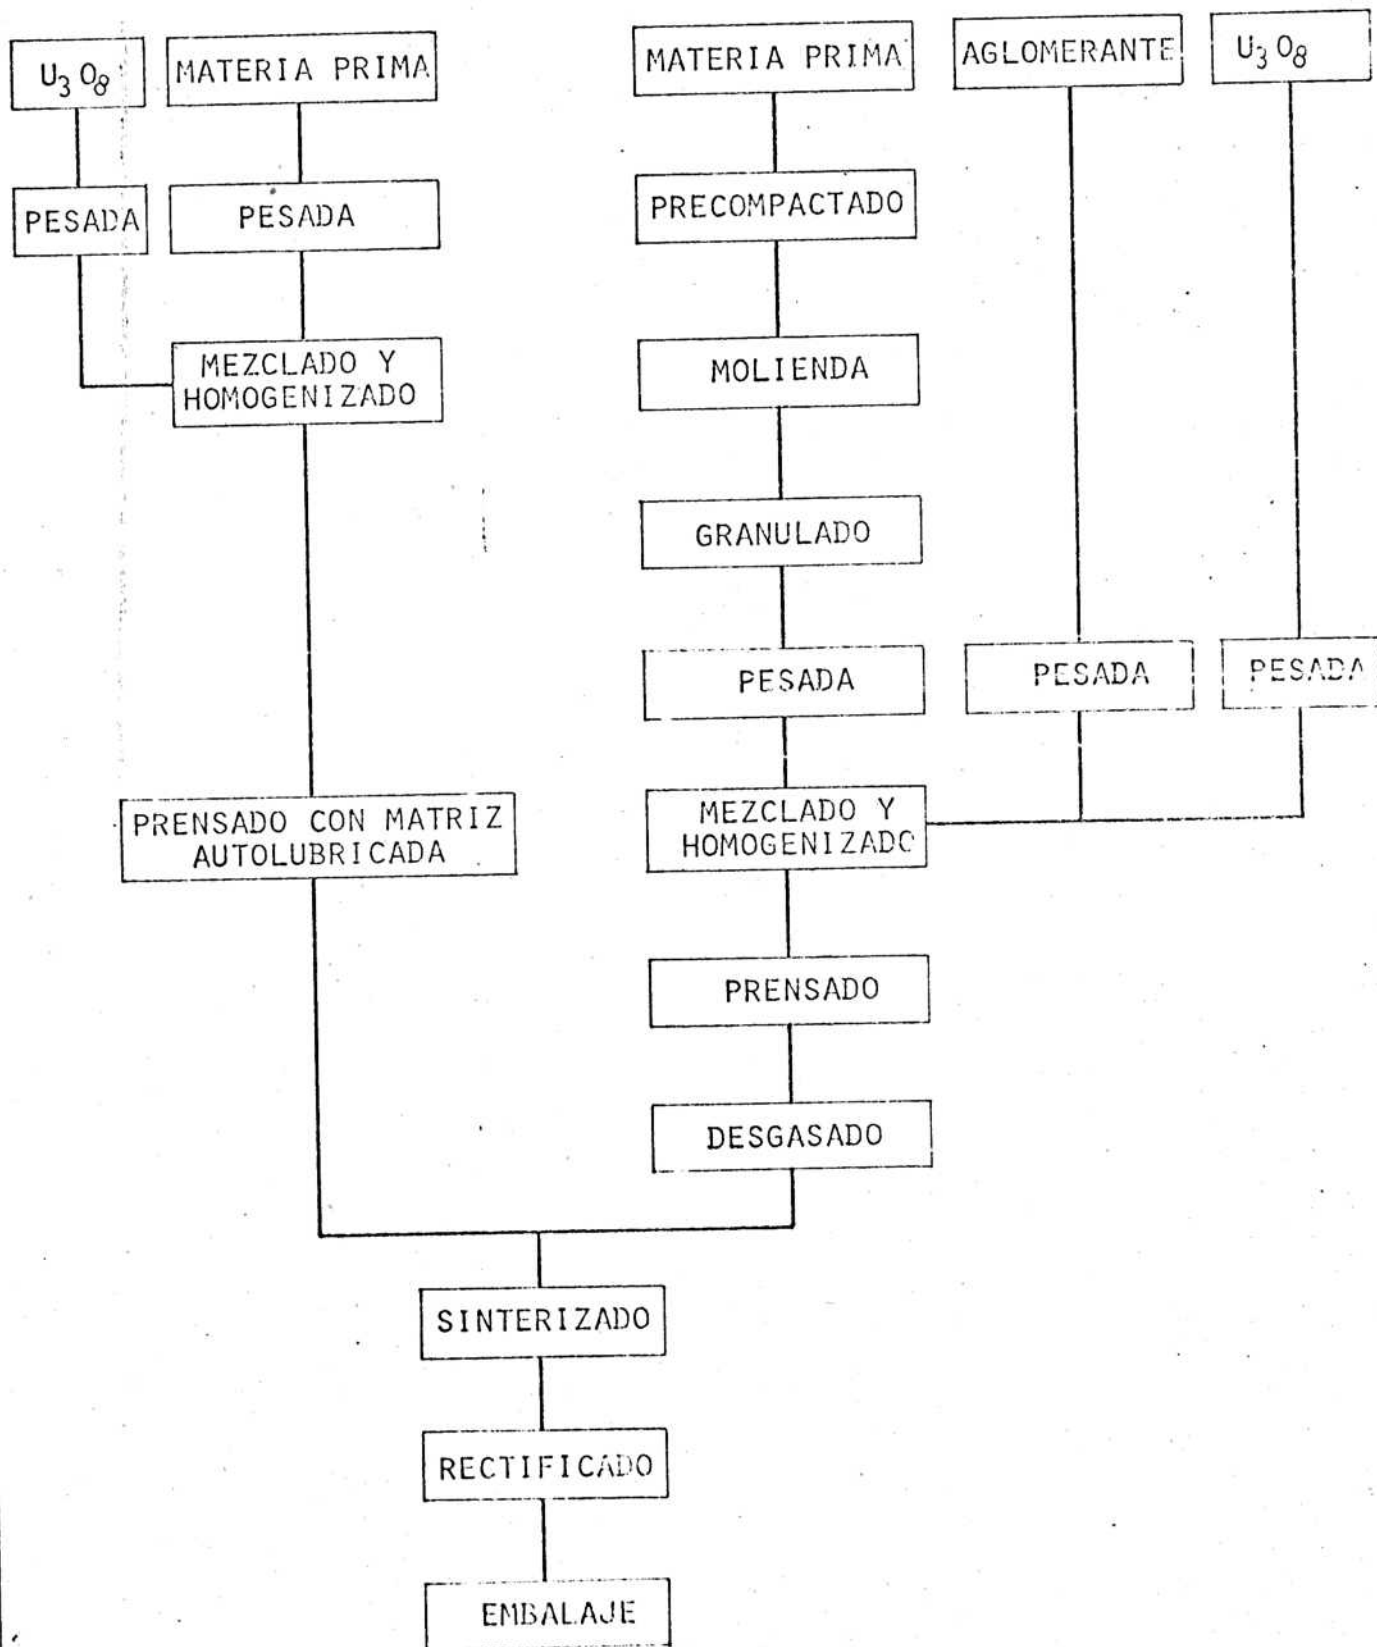 U3O8
MATERIA PRIMA
MATERIA PRIMA
AGLOMERANTE
U3O8
PESADA
PESADA
PRECOMPACTADO
MEZCLADO Y
HOMOGENIZADO
MOLIENDA
GRANULADO
PESADA
PESADA
PESADA
PRENSADO CON MATRIZ
AUTOLUBRICADA
MEZCLADO Y
HOMOGENIZADO
PRENSADO
DESGASADO
SINTERIZADO
RECTIFICADO
EMBALAJE